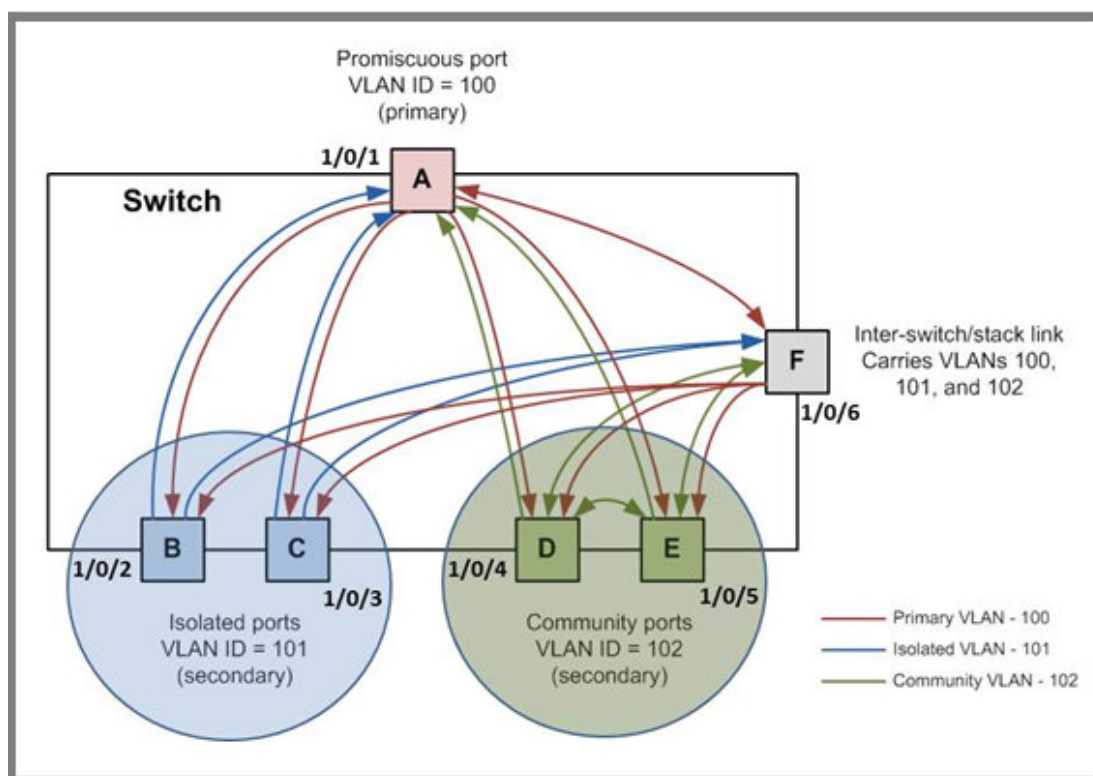 Promiscuous port
VLAN ID = 100
(primary)
1/0/1
A
Switch
Inter-switch/stack link
Carries VLANs 100,
101, and 102
F
1/0/6
B
C
D
E
1/0/2
1/0/3
1/0/4
1/0/5
Isolated ports
VLAN ID = 101
(secondary)
Community ports
VLAN ID = 102
(secondary)
Primary VLAN - 100
Isolated VLAN - 101
Community VLAN - 102